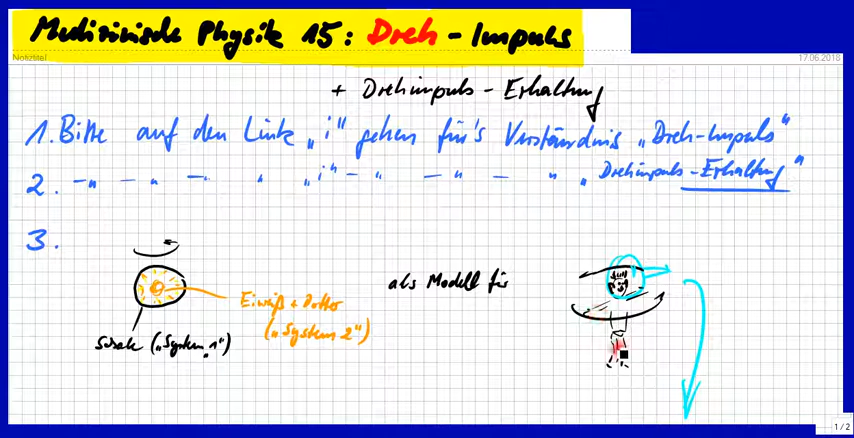 Medizinische Physik 15: Dreh-Impuls
Notiztitel
17.06.2018
+ Drehimpuls-Erhaltung
1. Bitte auf den Link „i" gehen für's Verständnis „Dreh-Impuls"
2. -„ - „ -„ „ „i" - „ - „ - „ „Drehimpuls-Erhaltung"
3.
Eiweiß + Dotter
(„System 2")
als Modell für
Schale („System 1")
1/2